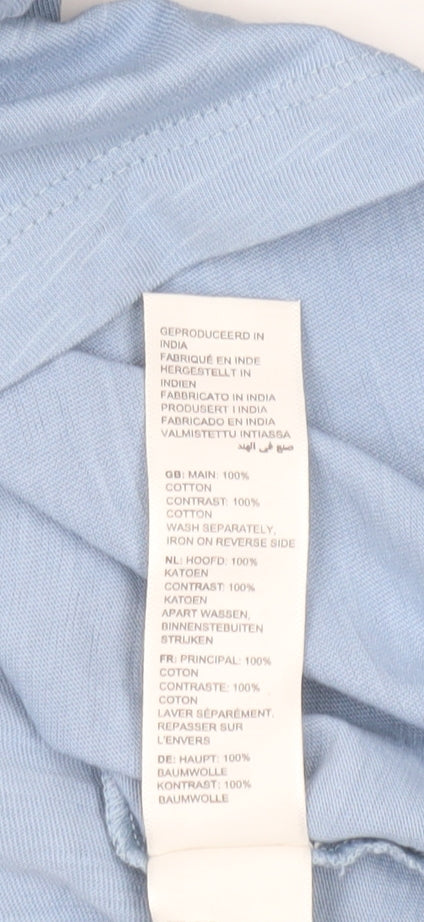 GEPRODUCEERD IN
INDIA
FABRIQUÉ EN INDE
HERGESTELLT IN
INDIEN
FABBRICATO IN INDIA
PRODUSERT I INDIA
FABRICADO EN INDIA
VALMISTETTU INTIASSA
صنع في الهند
GB: MAIN: 100%
COTTON
CONTRAST: 100%
COTTON
WASH SEPARATELY,
IRON ON REVERSE SIDE
NL: HOOFD: 100%
KATOEN
CONTRAST: 100%
KATOEN
APART WASSEN,
BINNENSTEBUITEN
STRIJKEN
FR: PRINCIPAL: 100%
COTON
CONTRASTE: 100%
COTON
LAVER SÉPARÉMENT.
REPASSER SUR
L'ENVERS
DE: HAUPT: 100%
BAUMWOLLE
KONTRAST: 100%
BAUMWOLLE